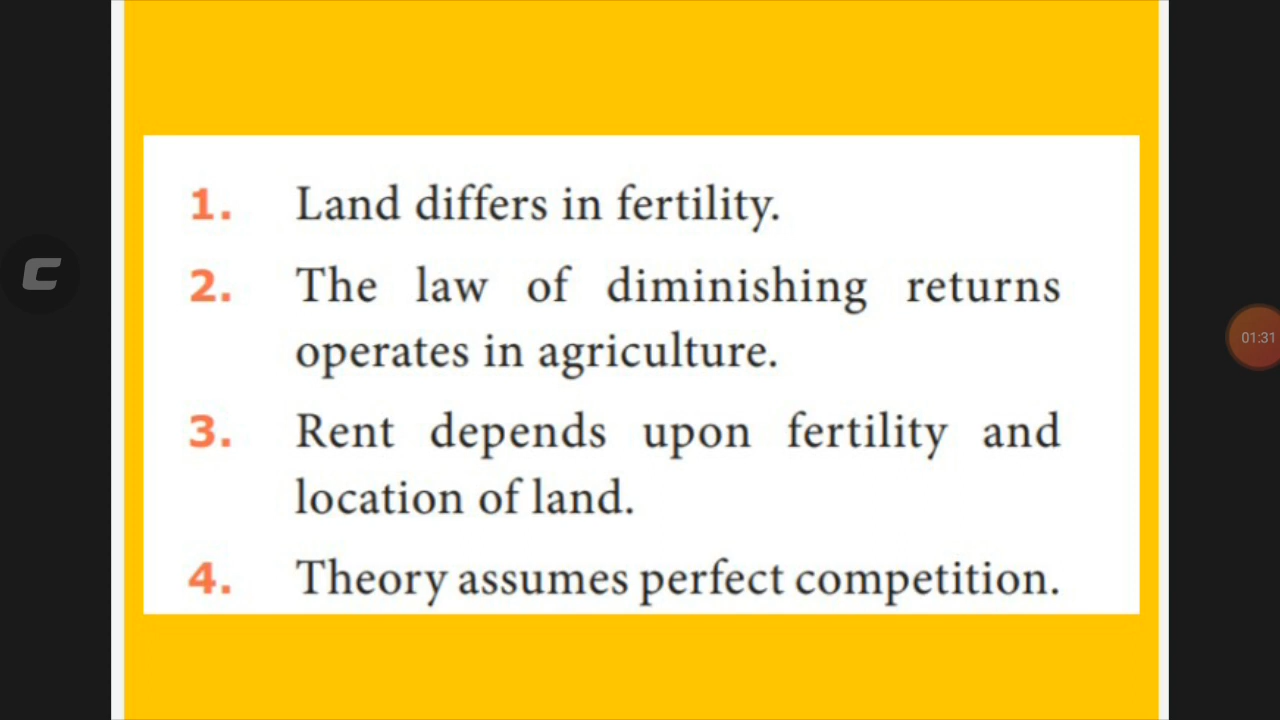 1. Land differs in fertility.
2. The law of diminishing returns
operates in agriculture.
3. Rent depends upon fertility and
location of land.
4. Theory assumes perfect competition.
01:31